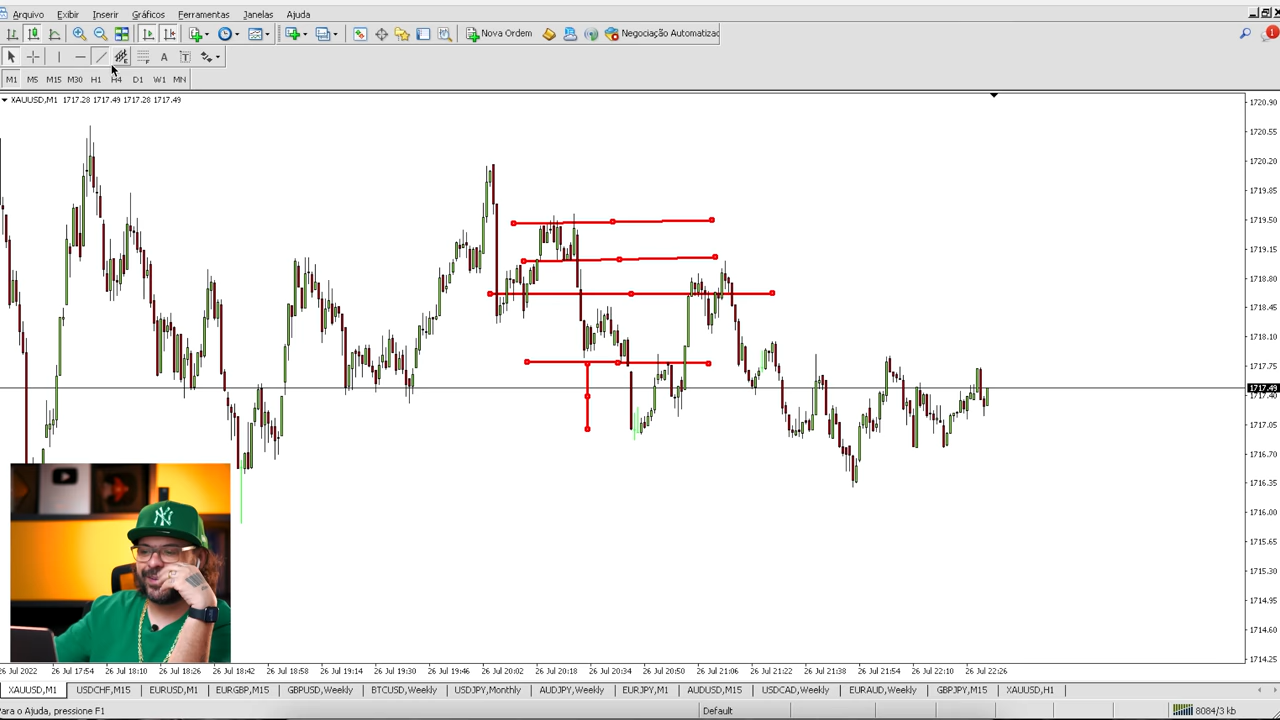 Arquivo Exibir Inserir Gráficos Ferramentas Janelas Ajuda
Nova Ordem Negociação Automatizac 1
E F A T
M1 M5 M15 M30 H1 H4 D1 W1 MN
XAUUSD,M1 1717.28 1717.49 1717.28 1717.49
1720.90
1720.55
1720.20
1719.85
1719.50
1719.15
1718.80
1718.45
1718.10
1717.75
1717.49
1717.40
1717.05
1716.70
1716.35
1716.00
1715.65
1715.30
1714.95
1714.60
1714.25
NY
26 Jul 2022 26 Jul 17:54 26 Jul 18:10 26 Jul 18:26 26 Jul 18:42 26 Jul 18:58 26 Jul 19:14 26 Jul 19:30 26 Jul 19:46 26 Jul 20:02 26 Jul 20:18 26 Jul 20:34 26 Jul 20:50 26 Jul 21:06 26 Jul 21:22 26 Jul 21:38 26 Jul 21:54 26 Jul 22:10 26 Jul 22:26
XAUUSD,M1 USDCHF,M15 EURUSD,M1 EURGBP,M15 GBPUSD,Weekly BTCUSD,Weekly USDJPY,Monthly AUDJPY,Weekly EURJPY,M1 AUDUSD,M15 USDCAD,Weekly EURAUD,Weekly GBPJPY,M15 XAUUSD,H1
Para o Ajuda, pressione F1 Default 8084/3 kb